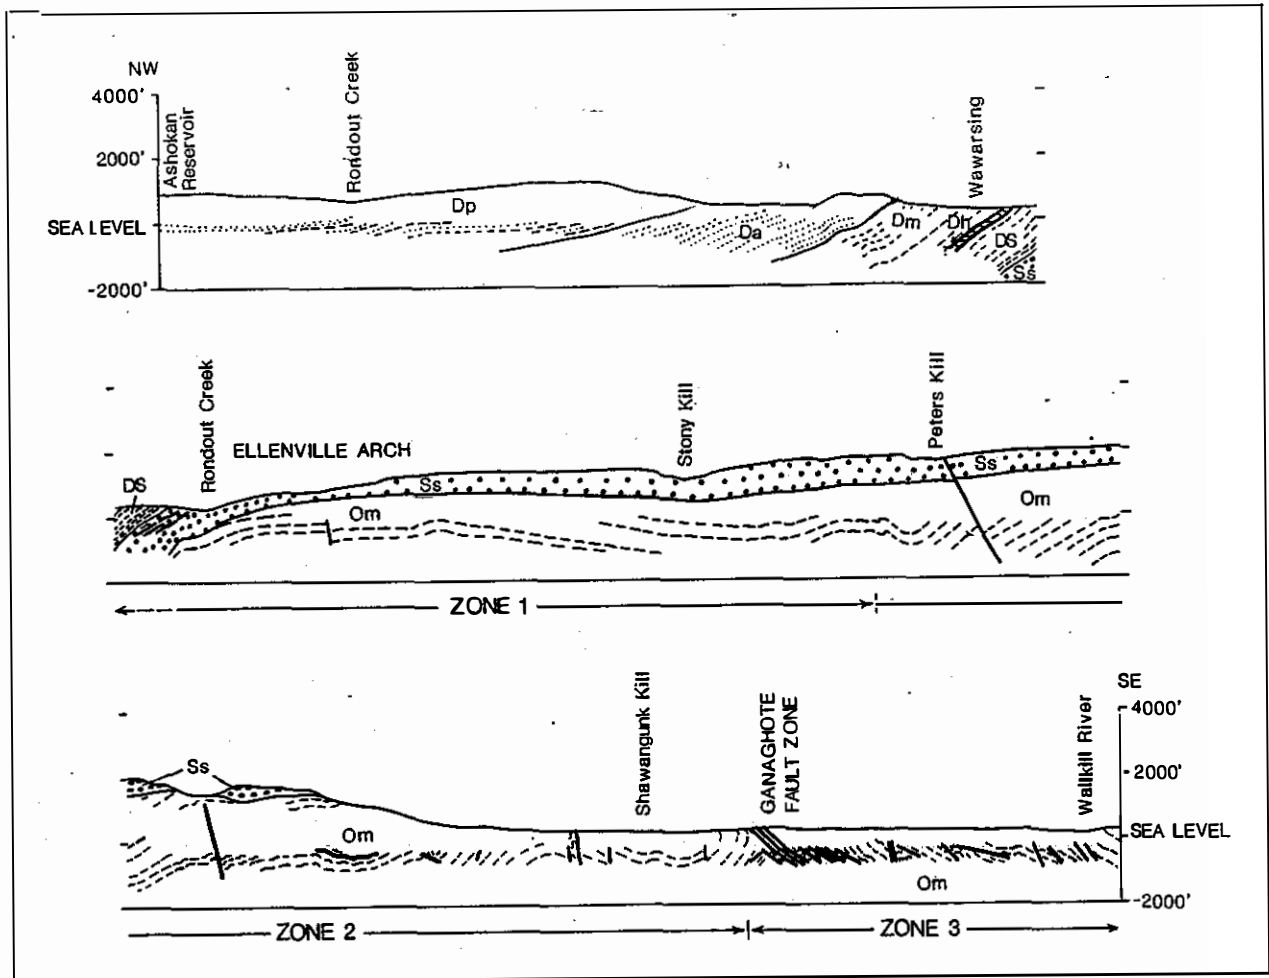 NW
4000'
2000'
SEA LEVEL
-2000'
Ashokan
Reservoir
Rondout Creek
Wawarsing
Dp
Da
Dm
Dh
DS
Ss
Rondout Creek
ELLENVILLE ARCH
Stony Kill
Peters Kill
DS
Ss
Ss
Om
Om
ZONE 1
SE
4000'
2000'
SEA LEVEL
-2000'
Shawangunk Kill
GANAGHOTE
FAULT ZONE
Wallkill River
Ss
Om
Om
ZONE 2
ZONE 3